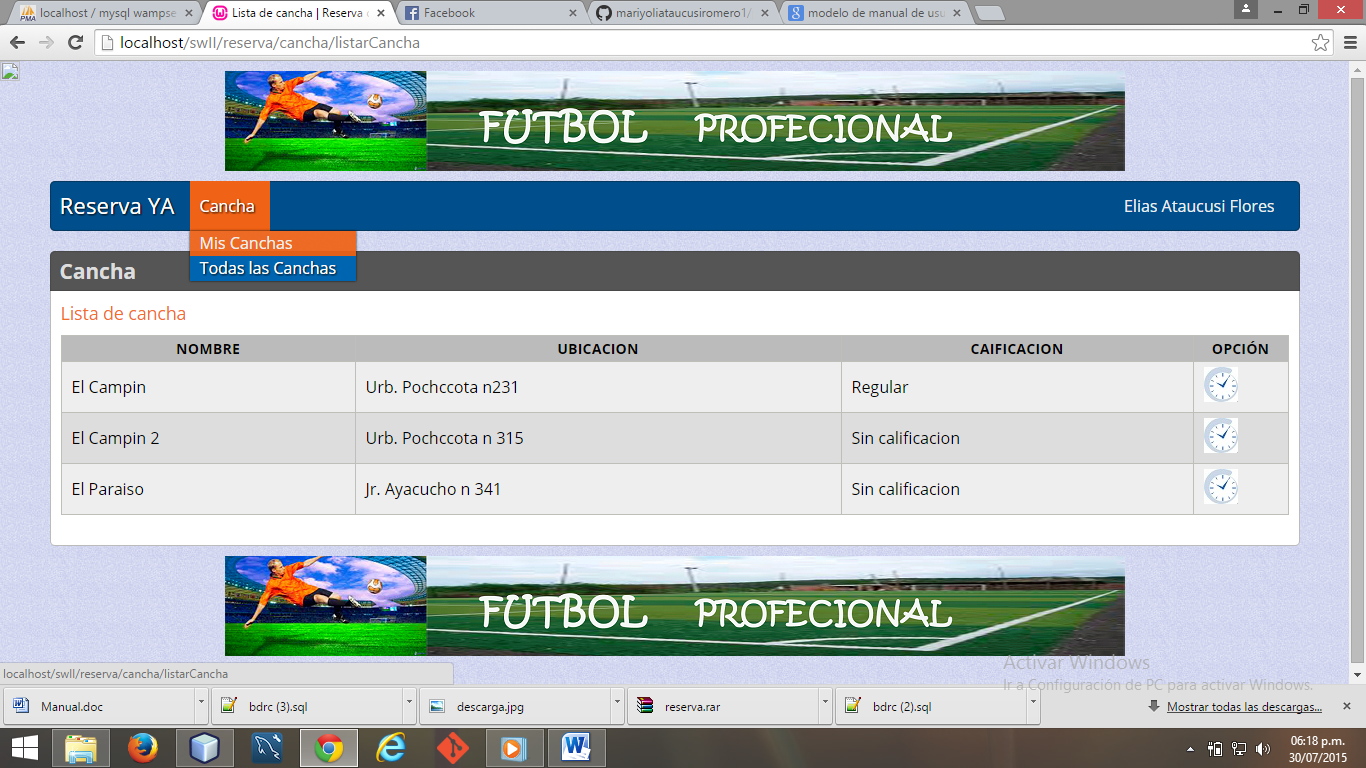 localhost / mysql wampse
Lista de cancha | Reserva
Facebook
mariyoliataucusiromero1/
modelo de manual de usu
localhost/swII/reserva/cancha/listarCancha
FUTBOL PROFECIONAL
Reserva YA
Cancha
Elias Ataucusi Flores
Mis Canchas
Todas las Canchas
Cancha
Lista de cancha
NOMBRE UBICACION CAIFICACION OPCIÓN
El Campin Urb. Pochccota n231 Regular
El Campin 2 Urb. Pochccota n 315 Sin calificacion
El Paraiso Jr. Ayacucho n 341 Sin calificacion
FUTBOL PROFECIONAL
localhost/swII/reserva/cancha/listarCancha
Activar Windows
Ir a Configuración de PC para activar Windows.
Manual.doc
bdrc (3).sql
descarga.jpg
reserva.rar
bdrc (2).sql
Mostrar todas las descargas...
06:18 p.m.
30/07/2015